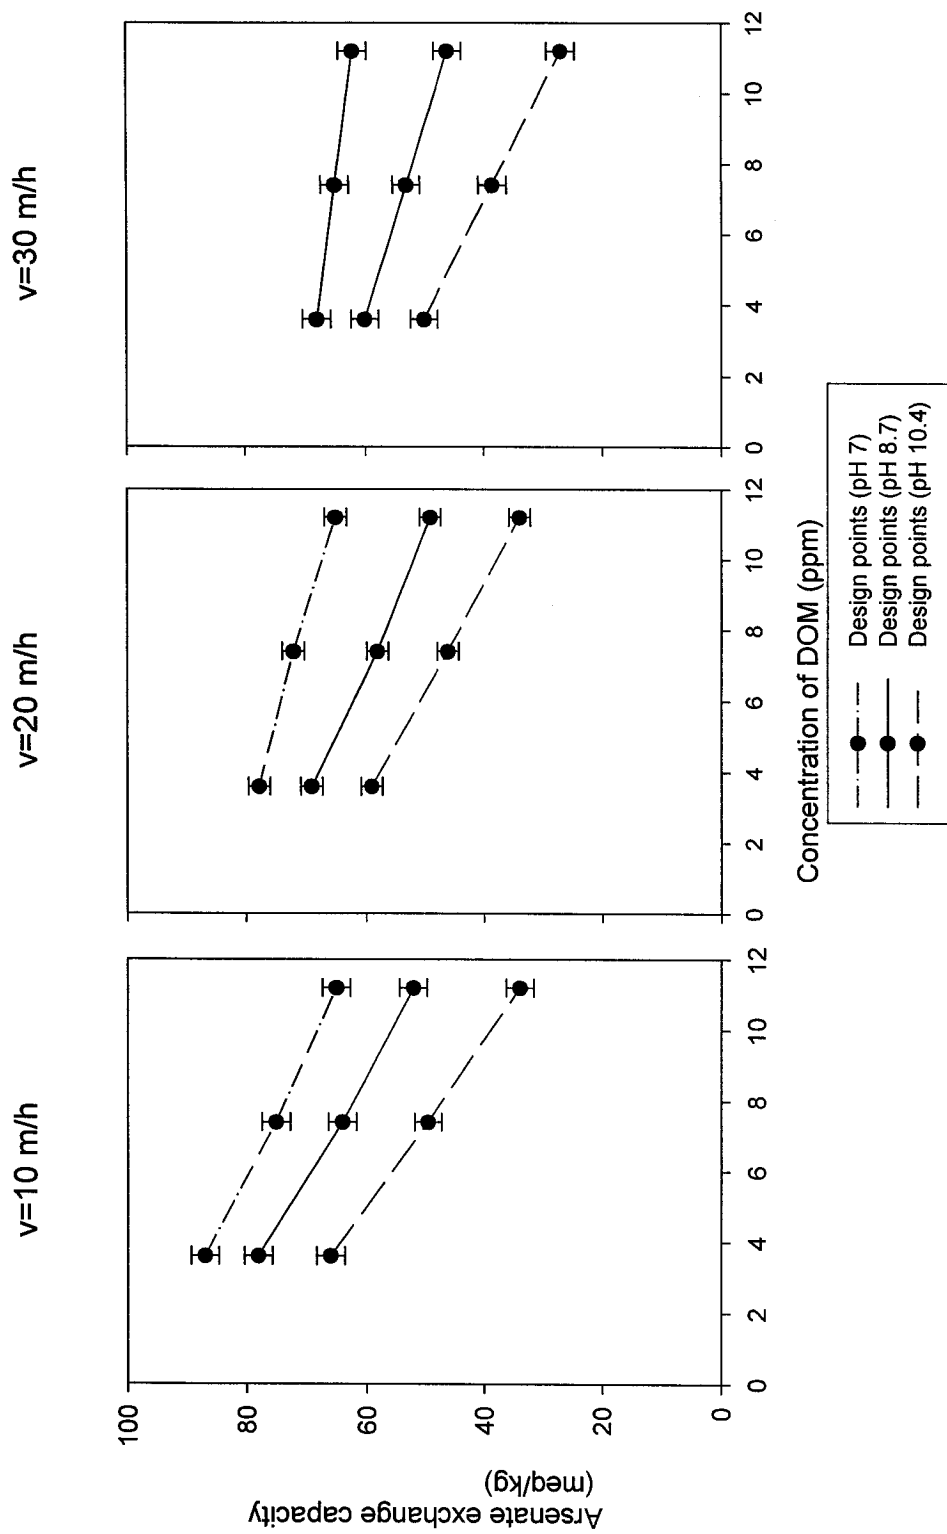 v=10 m/h
v=20 m/h
v=30 m/h
Arsenate exchange capacity
(meq/kg)
100
80
60
40
20
0
0 2 4 6 8 10 12
0 2 4 6 8 10 12
0 2 4 6 8 10 12
Concentration of DOM (ppm)
Design points (pH 7)
Design points (pH 8.7)
Design points (pH 10.4)